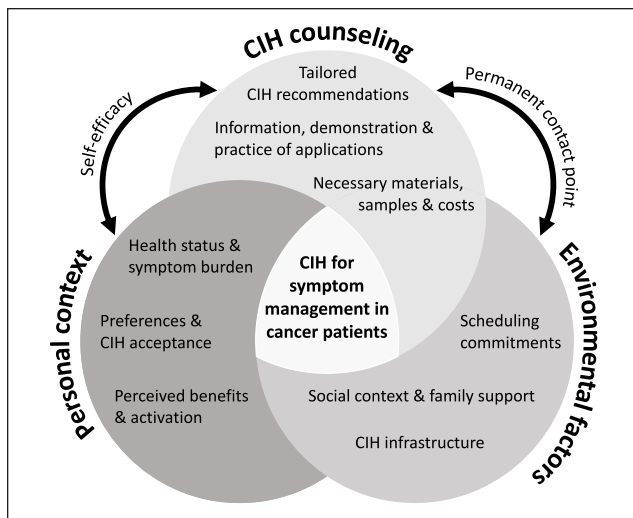 CIH counseling
Tailored
CIH recommendations
Information, demonstration &
practice of applications
Necessary materials,
samples & costs
Self-efficacy
Permanent contact point
Personal context
Health status &
symptom burden
Preferences &
CIH acceptance
Perceived benefits
& activation
CIH for
symptom
management in
cancer patients
Environmental factors
Scheduling
commitments
Social context & family support
CIH infrastructure